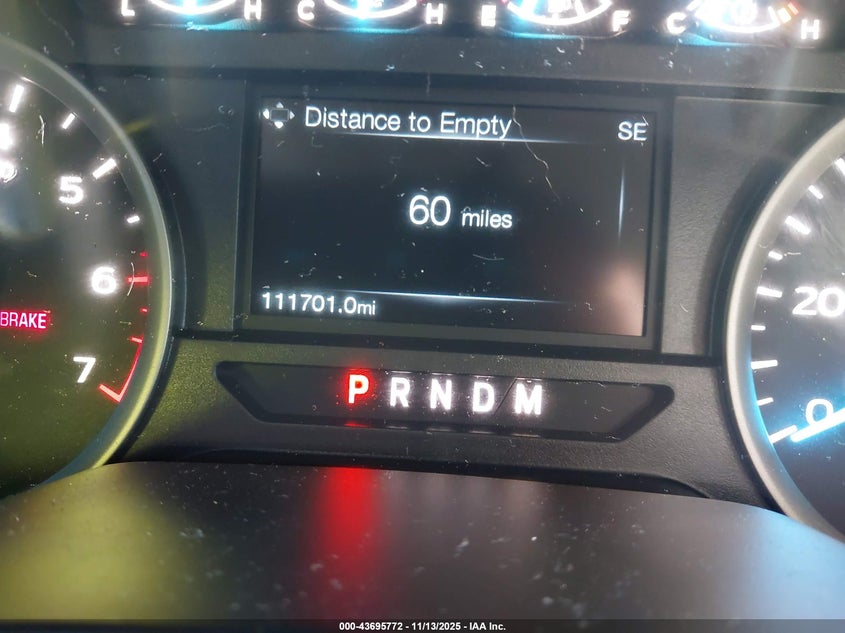 L H C H E F C H
Distance to Empty SE
5
60 miles
6
20
111701.0mi
BRAKE
7
P R N D/M
0
000-43695772 - 11/13/2025 - IAA Inc.